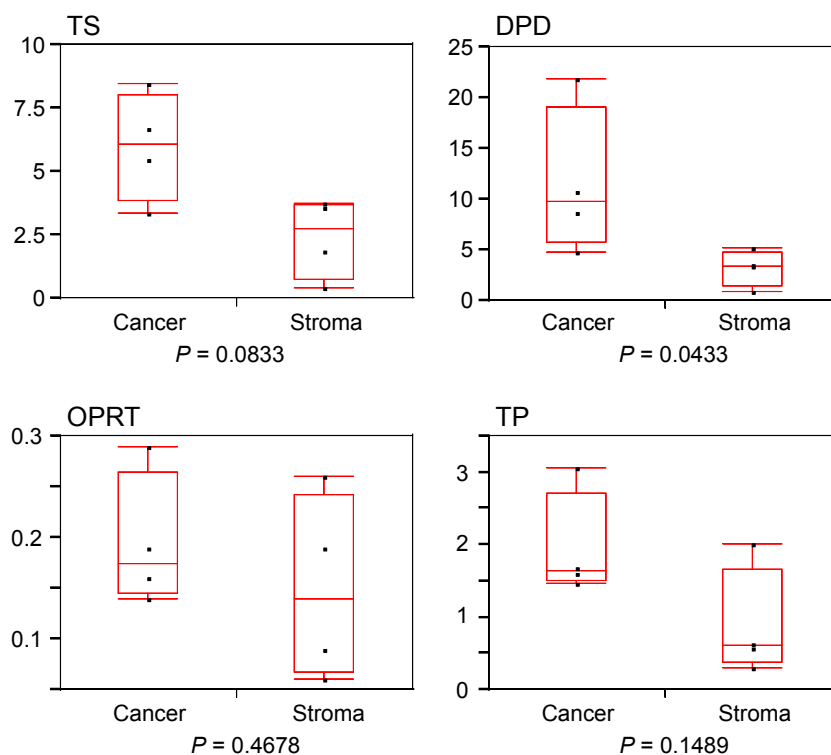 TS
10
7.5
5
2.5
0
Cancer Stroma
P = 0.0833
DPD
25
20
15
10
5
0
Cancer Stroma
P = 0.0433
OPRT
0.3
0.2
0.1
Cancer Stroma
P = 0.4678
TP
3
2
1
0
Cancer Stroma
P = 0.1489